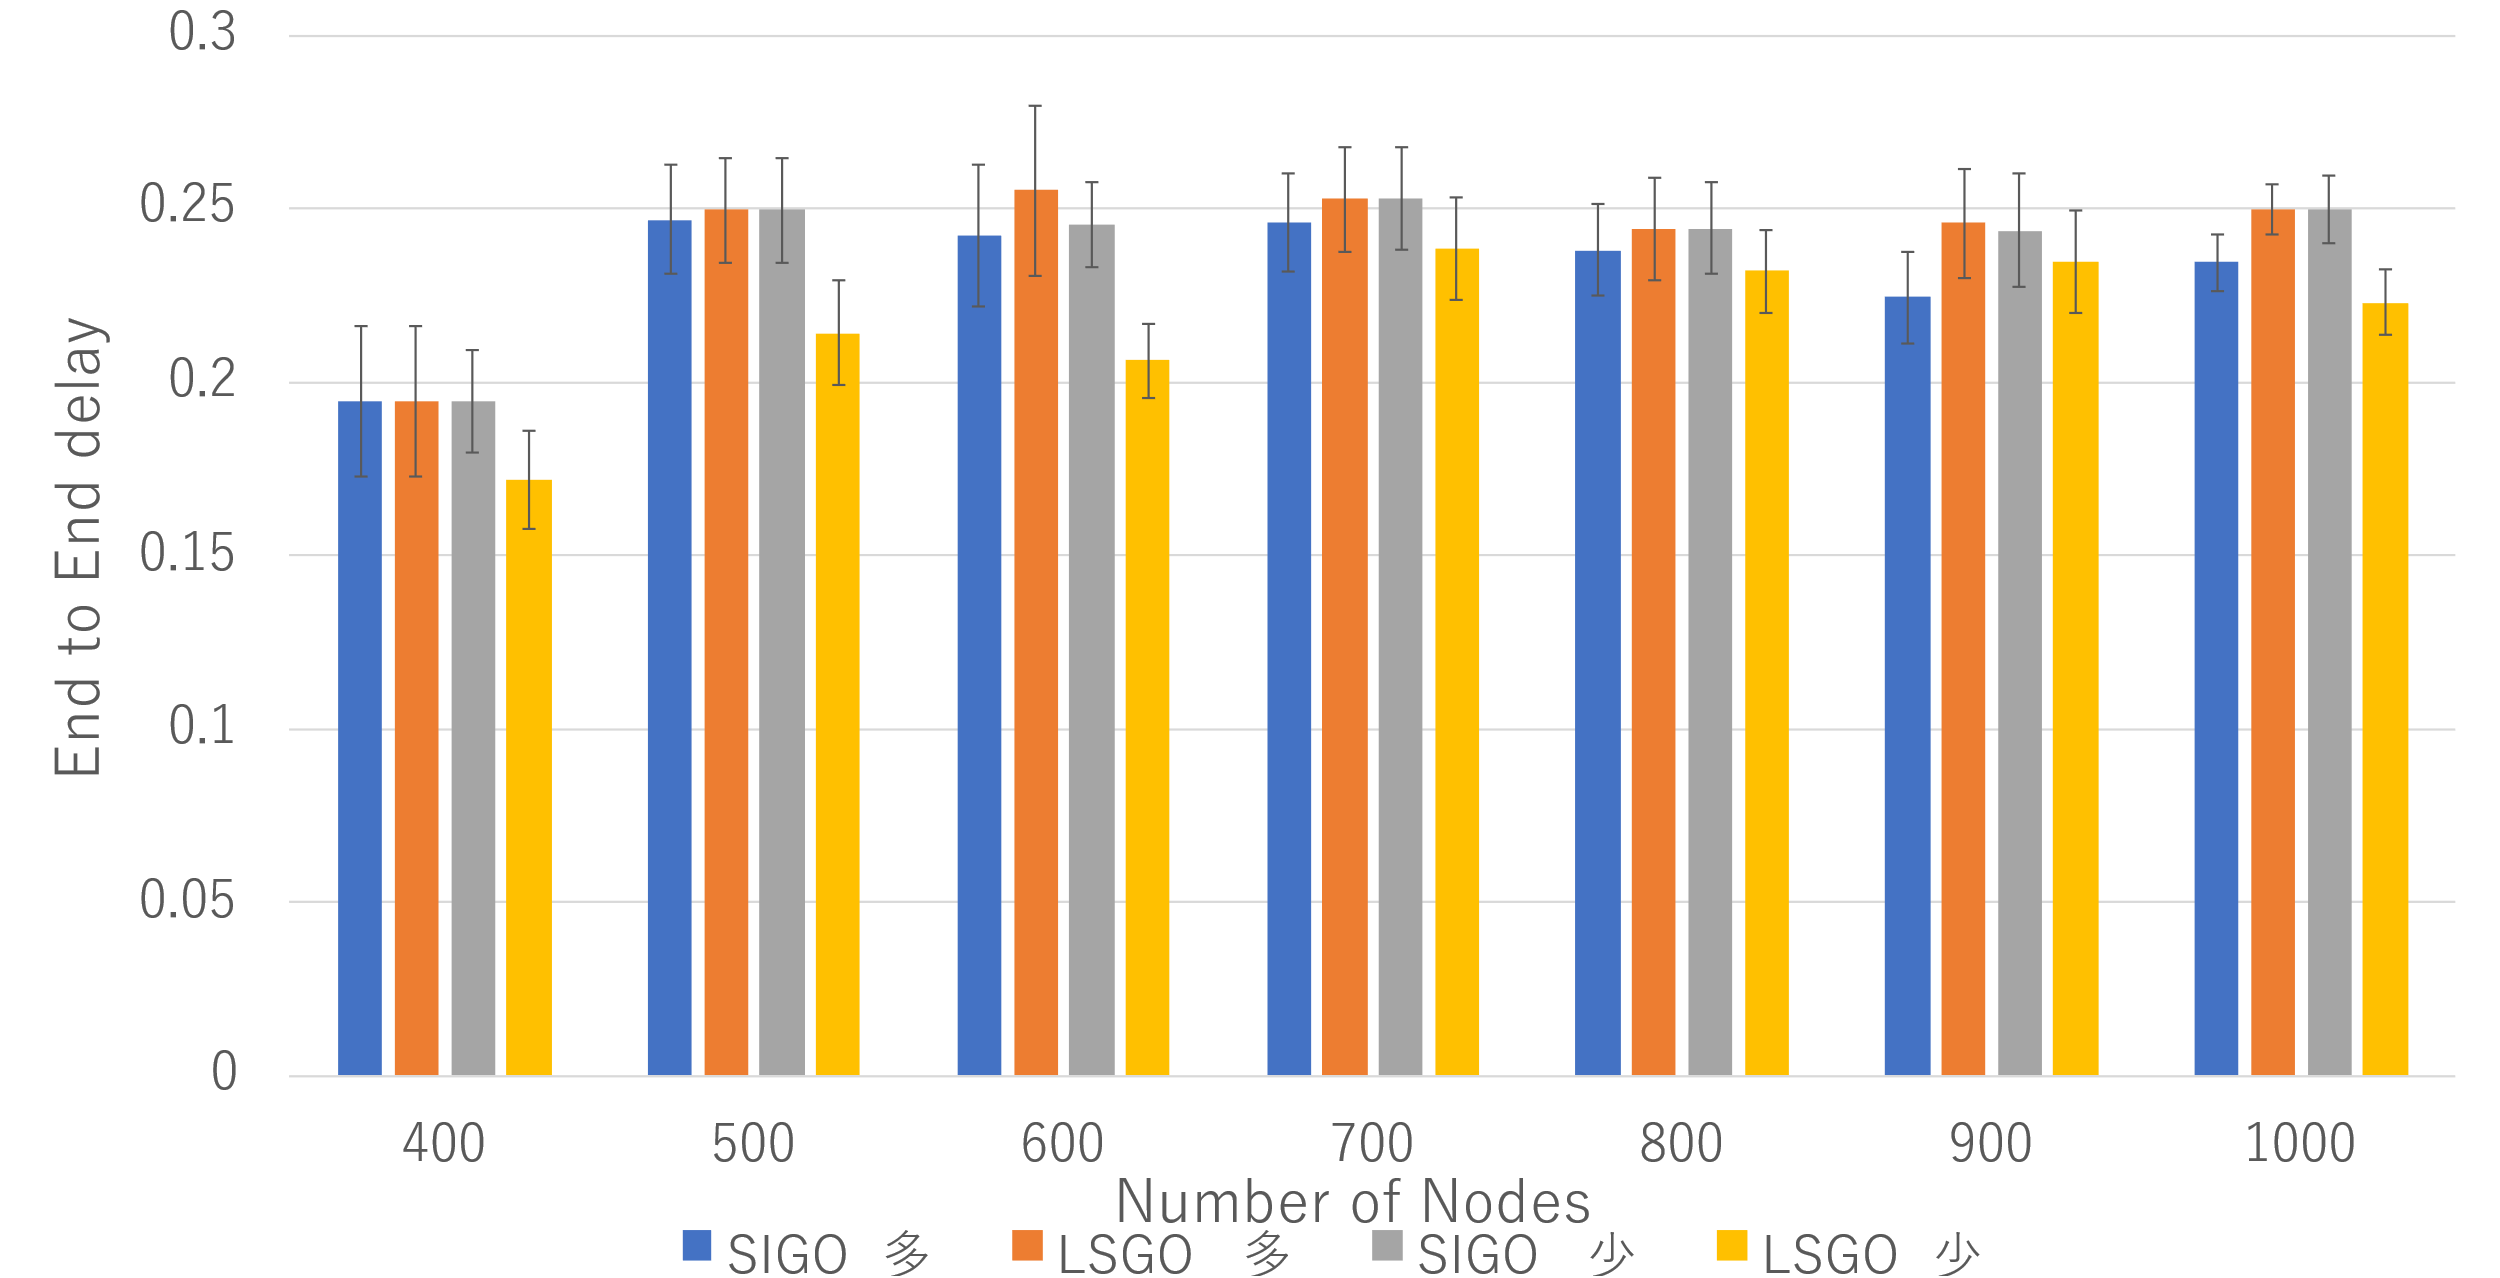 0.3
0.25
0.2
0.15
0.1
0.05
0
End to End delay
400 500 600 700 800 900 1000
Number of Nodes
SIGO 多 LSGO 多 SIGO 少 LSGO 少